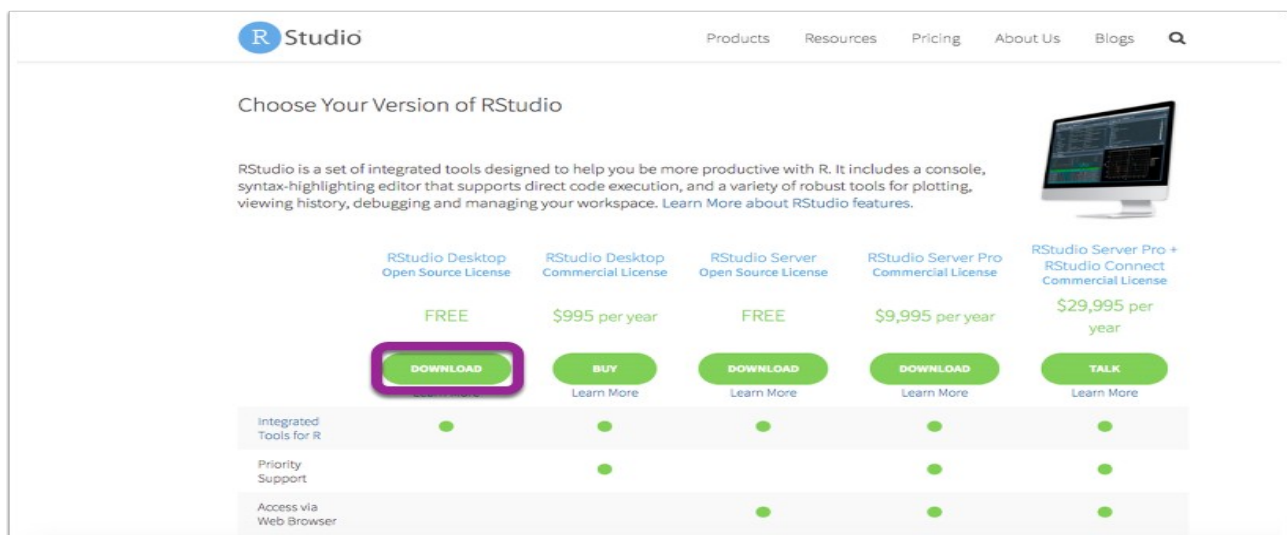 R Studio
Products Resources Pricing About Us Blogs
Choose Your Version of RStudio
RStudio is a set of integrated tools designed to help you be more productive with R. It includes a console,
syntax-highlighting editor that supports direct code execution, and a variety of robust tools for plotting,
viewing history, debugging and managing your workspace. Learn More about RStudio features.
RStudio Desktop
Open Source License
FREE
DOWNLOAD
Learn More
RStudio Desktop
Commercial License
$995 per year
BUY
Learn More
RStudio Server
Open Source License
FREE
DOWNLOAD
Learn More
RStudio Server Pro
Commercial License
$9,995 per year
DOWNLOAD
Learn More
RStudio Server Pro +
RStudio Connect
Commercial License
$29,995 per
year
TALK
Learn More
Integrated
Tools for R
Priority
Support
Access via
Web Browser